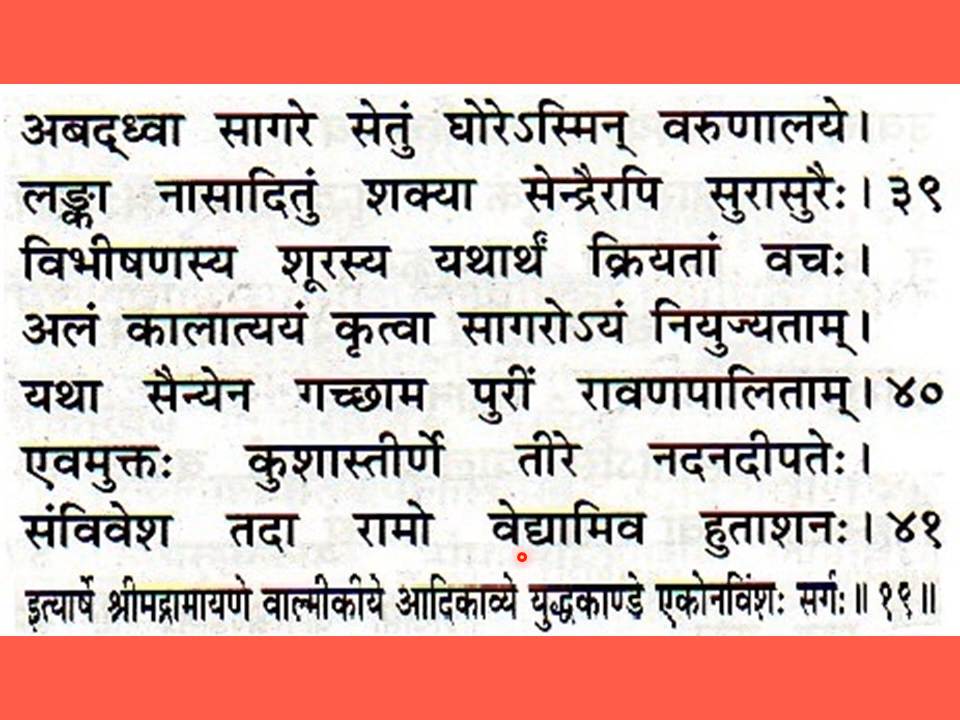 अबद्ध्वा सागरे सेतुं घोरेऽस्मिन् वरुणालये।
लङ्का नासादितुं शक्या सेन्द्रैरपि सुरासुरैः। ३९
विभीषणस्य शूरस्य यथार्थं क्रियतां वचः।
अलं कालात्ययं कृत्वा सागरोऽयं नियुज्यताम्।
यथा सैन्येन गच्छाम पुरीं रावणपालिताम्। ४०
एवमुक्तः कुशास्तीर्णे तीरे नदनदीपतेः।
संविवेश तदा रामो वेद्यामिव हुताशनः। ४१
इत्यार्षे श्रीमद्रामायणे वाल्मीकीये आदिकाव्ये युद्धकाण्डे एकोनविंशः सर्गः॥ १९॥